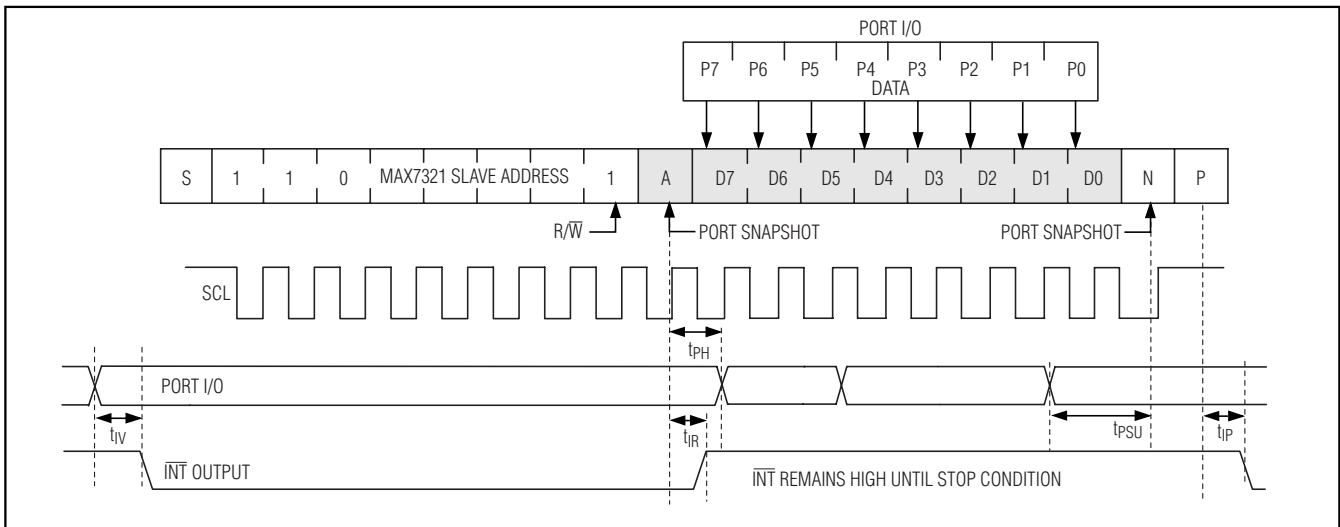 PORT I/O
P7 P6 P5 P4 P3 P2 P1 P0
DATA
S 1 1 0 MAX7321 SLAVE ADDRESS 1 A D7 D6 D5 D4 D3 D2 D1 D0 N P
R/W̅ PORT SNAPSHOT PORT SNAPSHOT
SCL
tPH
PORT I/O
tIV tIR tPSU tIP
I̅N̅T̅ OUTPUT I̅N̅T̅ REMAINS HIGH UNTIL STOP CONDITION